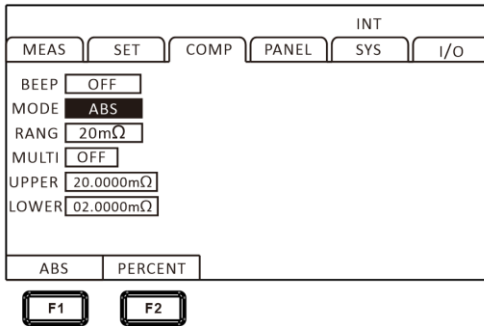 INT
MEAS SET COMP PANEL SYS I/O
BEEP OFF
MODE ABS
RANG 20mΩ
MULTI OFF
UPPER 20.0000mΩ
LOWER 02.0000mΩ
ABS PERCENT
F1 F2